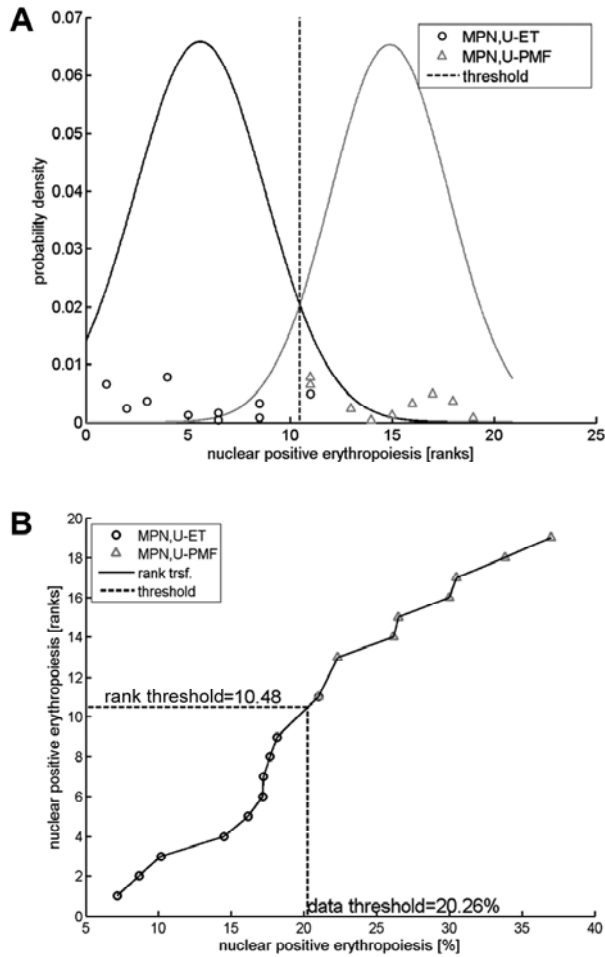 A
0.07
0.06
0.05
0.04
0.03
0.02
0.01
0
probability density
MPN,U-ET
MPN,U-PMF
threshold
0 5 10 15 20 25
nuclear positive erythropoiesis [ranks]
B
20
18
16
14
12
10
8
6
4
2
0
nuclear positive erythropoiesis [ranks]
MPN,U-ET
MPN,U-PMF
rank trsf.
threshold
rank threshold=10.48
data threshold=20.26%
5 10 15 20 25 30 35 40
nuclear positive erythropoiesis [%]